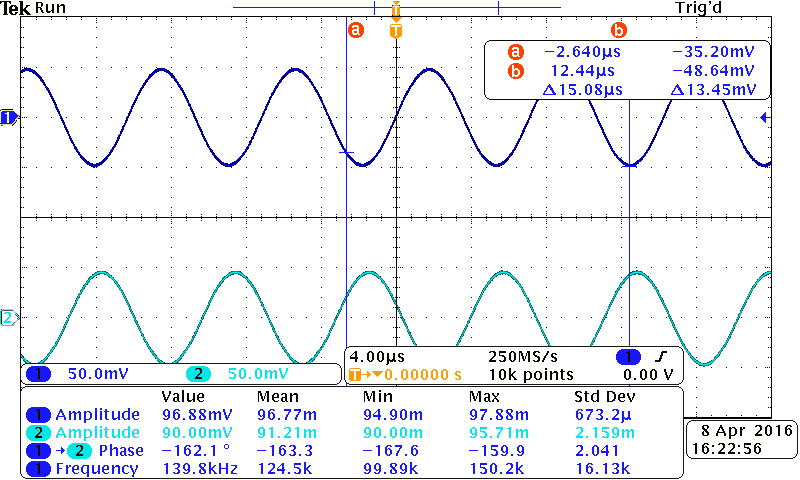 Tek Run Trig'd
T
a b T
a −2.640µs −35.20mV
b 12.44µs −48.64mV
Δ15.08µs Δ13.45mV
1
2
1 50.0mV 2 50.0mV
4.00µs 250MS/s 1
T→▼0.00000 s 10k points 0.00 V
Value Mean Min Max Std Dev
1 Amplitude 96.88mV 96.77m 94.90m 97.88m 673.2µ
2 Amplitude 90.00mV 91.21m 90.00m 95.71m 2.159m
1 → 2 Phase −162.1 ° −163.3 −167.6 −159.9 2.041
1 Frequency 139.8kHz 124.5k 99.89k 150.2k 16.13k
8 Apr 2016
16:22:56